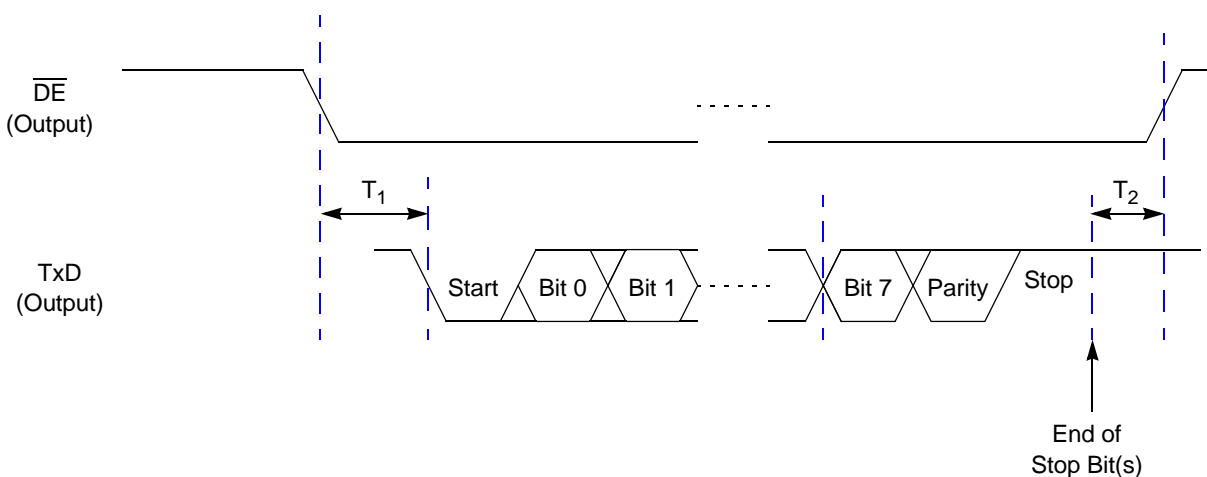 DE
(Output)
T1
T2
TxD
(Output)
Start
Bit 0
Bit 1
Bit 7
Parity
Stop
End of
Stop Bit(s)